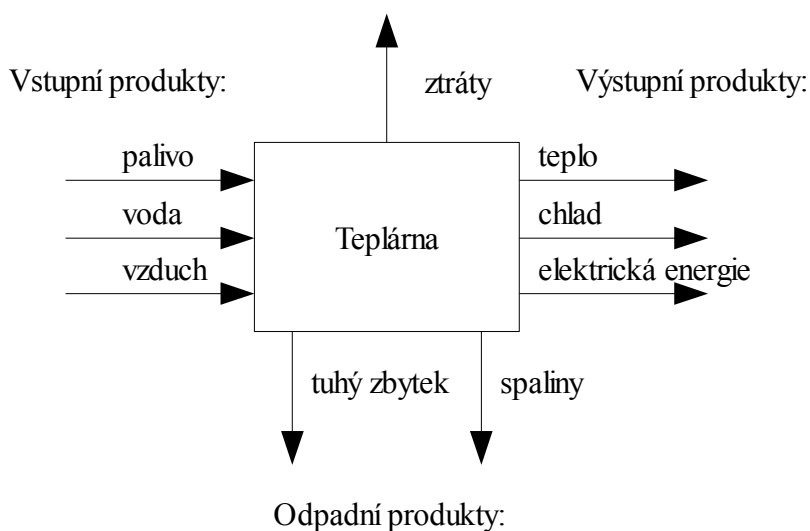 Vstupní produkty:
ztráty
Výstupní produkty:
palivo
teplo
voda
Teplárna
chlad
vzduch
elektrická energie
tuhý zbytek
spaliny
Odpadní produkty: